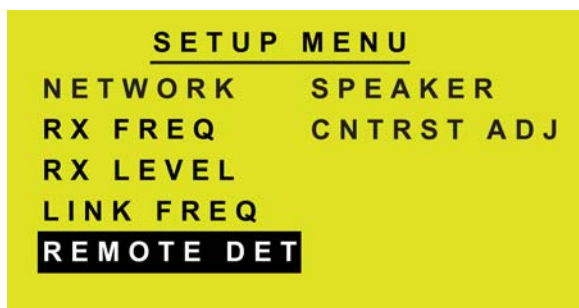 SETUP MENU
NETWORK SPEAKER
RX FREQ CNTRST ADJ
RX LEVEL
LINK FREQ
REMOTE DET